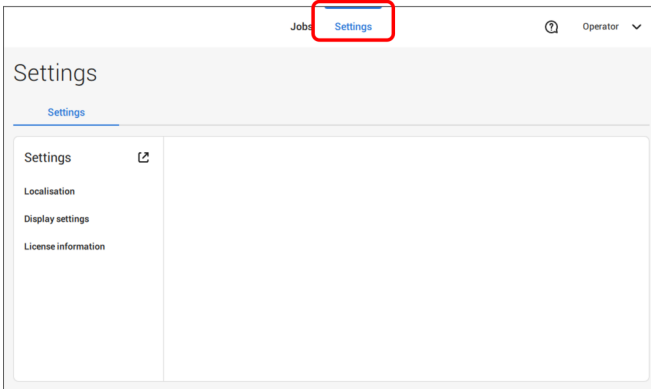 Jobs Settings Operator
Settings
Settings
Settings
Localisation
Display settings
License information